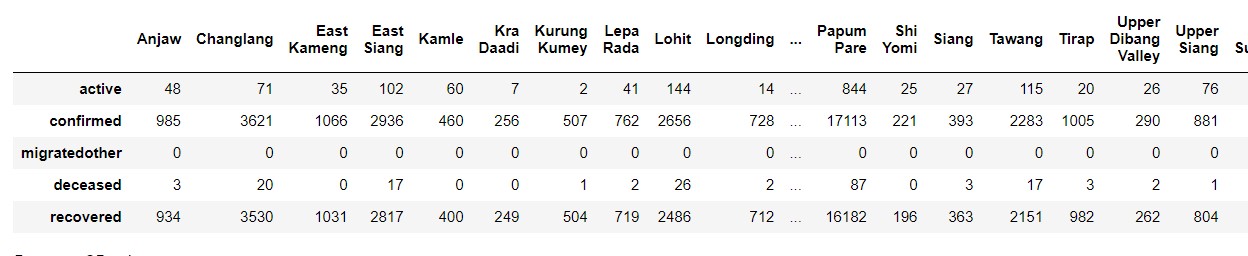 Anjaw Changlang East Kameng East Siang Kamle Kra Daadi Kurung Kumey Lepa Rada Lohit Longding ... Papum Pare Shi Yomi Siang Tawang Tirap Upper Dibang Valley Upper Siang
active 48 71 35 102 60 7 2 41 144 14 ... 844 25 27 115 20 26 76
confirmed 985 3621 1066 2936 460 256 507 762 2656 728 ... 17113 221 393 2283 1005 290 881
migratedother 0 0 0 0 0 0 0 0 0 0 ... 0 0 0 0 0 0 0
deceased 3 20 0 17 0 0 1 2 26 2 ... 87 0 3 17 3 2 1
recovered 934 3530 1031 2817 400 249 504 719 2486 712 ... 16182 196 363 2151 982 262 804